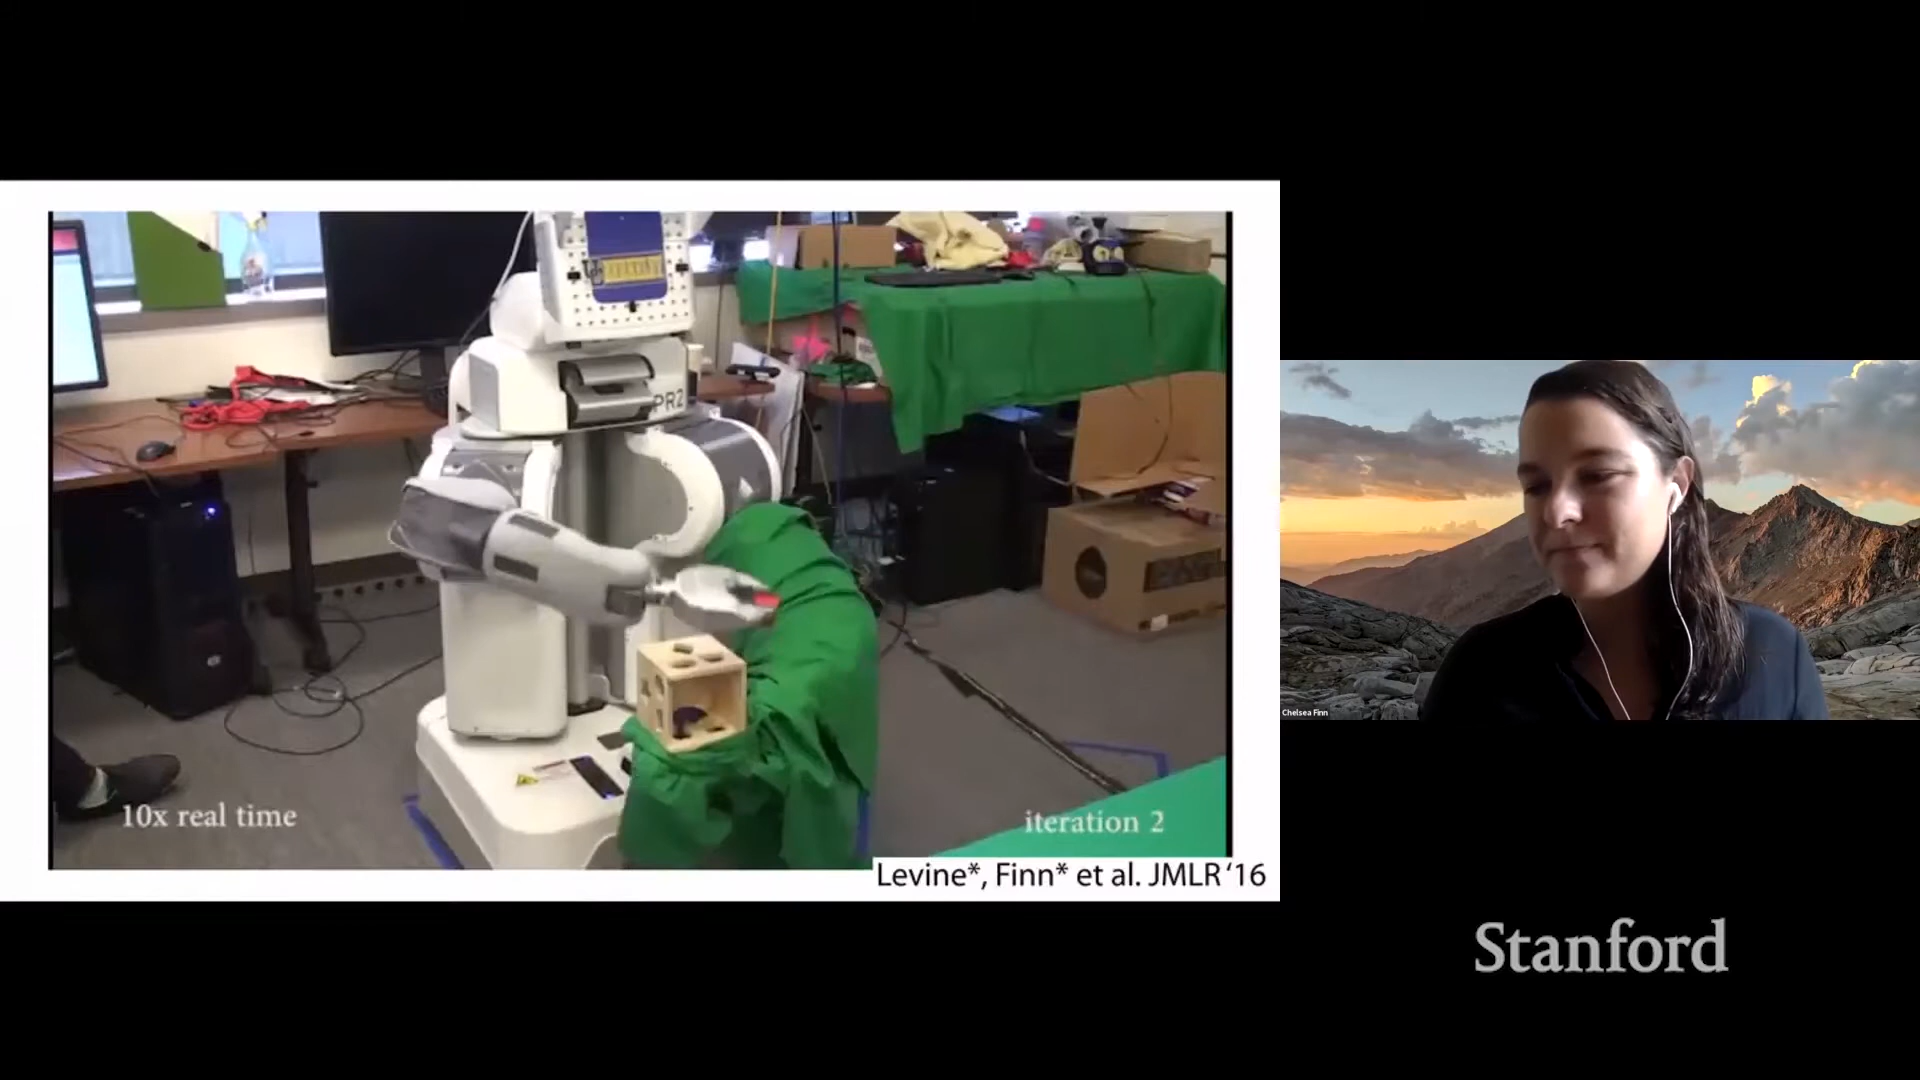 PR2
10x real time
iteration 2
Levine*, Finn* et al. JMLR‘16
Chelsea Finn
Stanford